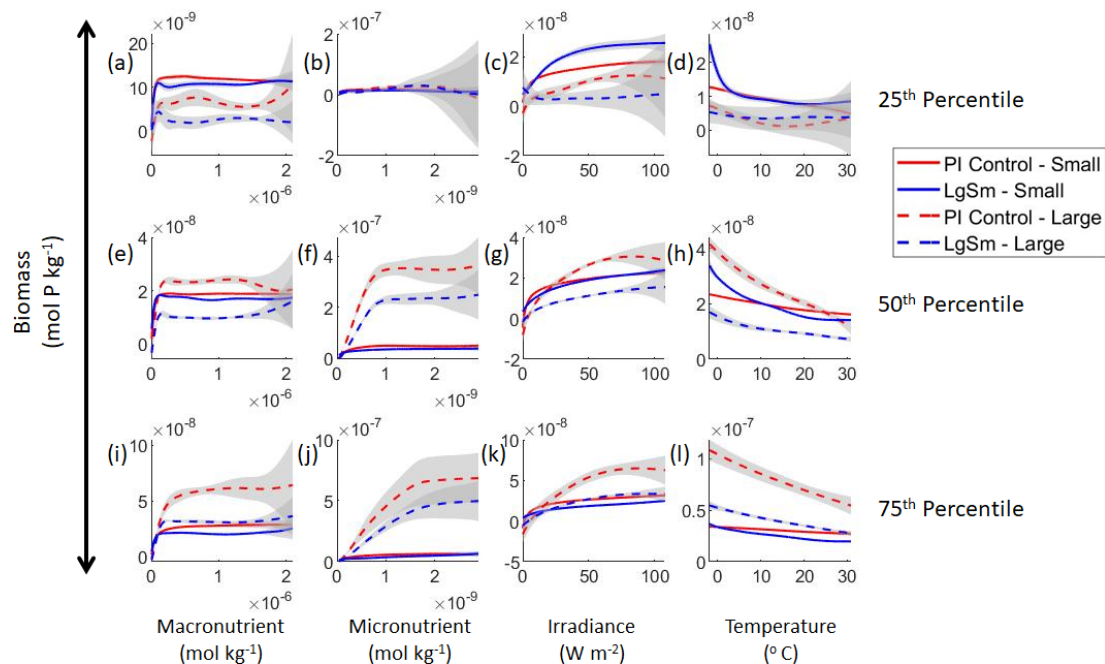 ×10⁻⁹
×10⁻⁷
×10⁻⁸
×10⁻⁸
(a)
(b)
(c)
(d)
20
10
0
2
0
-2
2
0
-2
2
1
0
0 1 2
0 1 2
0 50 100
0 10 20 30
×10⁻⁶
×10⁻⁹
25th Percentile
PI Control - Small
LgSm - Small
PI Control - Large
LgSm - Large
Biomass
(mol P kg⁻¹)
×10⁻⁸
×10⁻⁷
×10⁻⁸
×10⁻⁸
(e)
(f)
(g)
(h)
4
2
0
6
4
2
0
4
2
0
-2
4
2
0
0 1 2
0 1 2
0 50 100
0 10 20 30
×10⁻⁶
×10⁻⁹
50th Percentile
×10⁻⁸
×10⁻⁷
×10⁻⁸
×10⁻⁷
(i)
(j)
(k)
(l)
10
5
0
10
5
0
10
5
0
-5
1
0.5
0
0 1 2
0 1 2
0 50 100
0 10 20 30
×10⁻⁶
×10⁻⁹
75th Percentile
Macronutrient
(mol kg⁻¹)
Micronutrient
(mol kg⁻¹)
Irradiance
(W m⁻²)
Temperature
(° C)